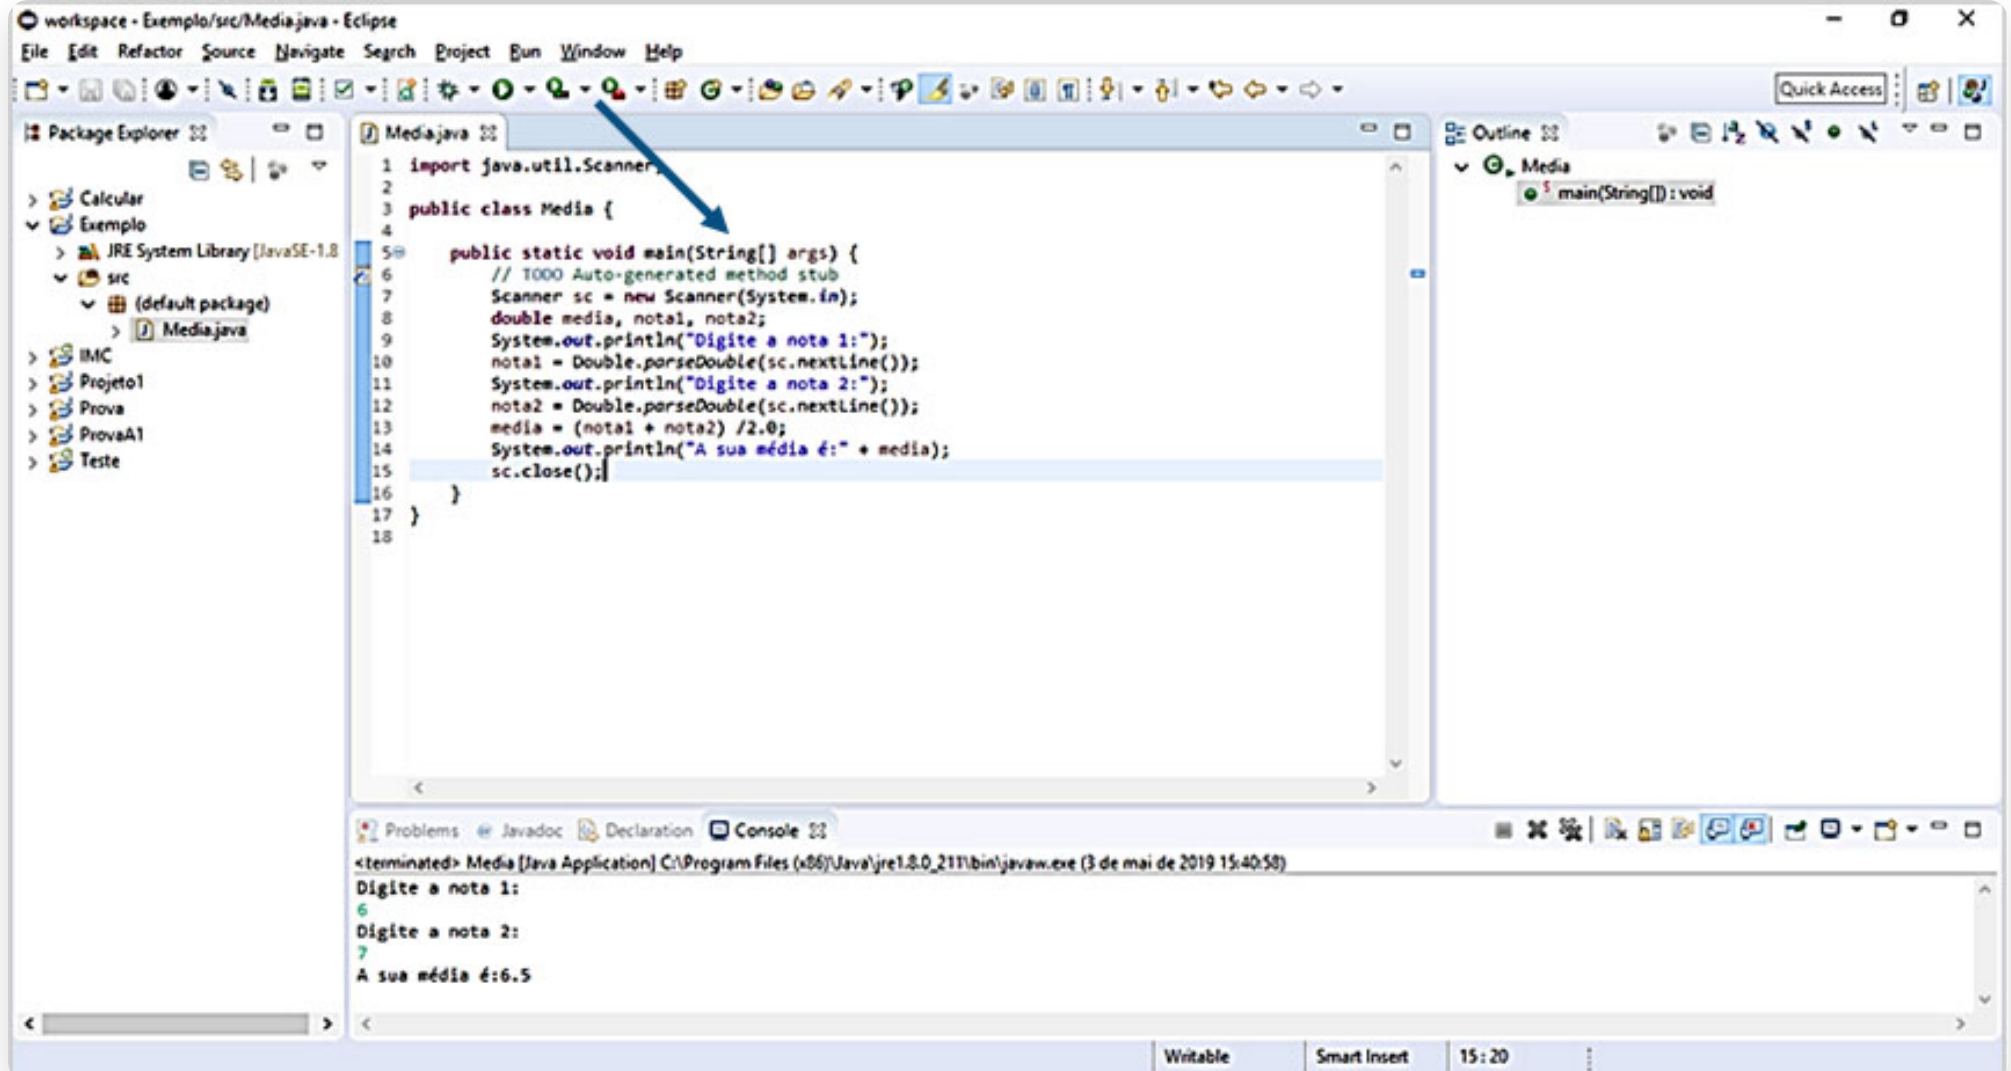 workspace - Exemplo/src/Media.java - Eclipse
File Edit Refactor Source Navigate Search Project Run Window Help
Quick Access
Package Explorer
Calcular
Exemplo
JRE System Library [JavaSE-1.8
src
(default package)
Media.java
IMC
Projeto1
Prova
ProvaA1
Teste
Media.java
1 import java.util.Scanner;
2
3 public class Media {
4
5 public static void main(String[] args) {
6 // TODO Auto-generated method stub
7 Scanner sc = new Scanner(System.in);
8 double media, nota1, nota2;
9 System.out.println("Digite a nota 1:");
10 nota1 = Double.parseDouble(sc.nextLine());
11 System.out.println("Digite a nota 2:");
12 nota2 = Double.parseDouble(sc.nextLine());
13 media = (nota1 + nota2) /2.0;
14 System.out.println("A sua média é:" + media);
15 sc.close();
16 }
17 }
18
Outline
Media
main(String[]) : void
Problems Javadoc Declaration Console
<terminated> Media [Java Application] C:\Program Files (x86)\Java\jre1.8.0_211\bin\javaw.exe (3 de mai de 2019 15:40:58)
Digite a nota 1:
6
Digite a nota 2:
7
A sua média é:6.5
Writable Smart Insert 15 : 20